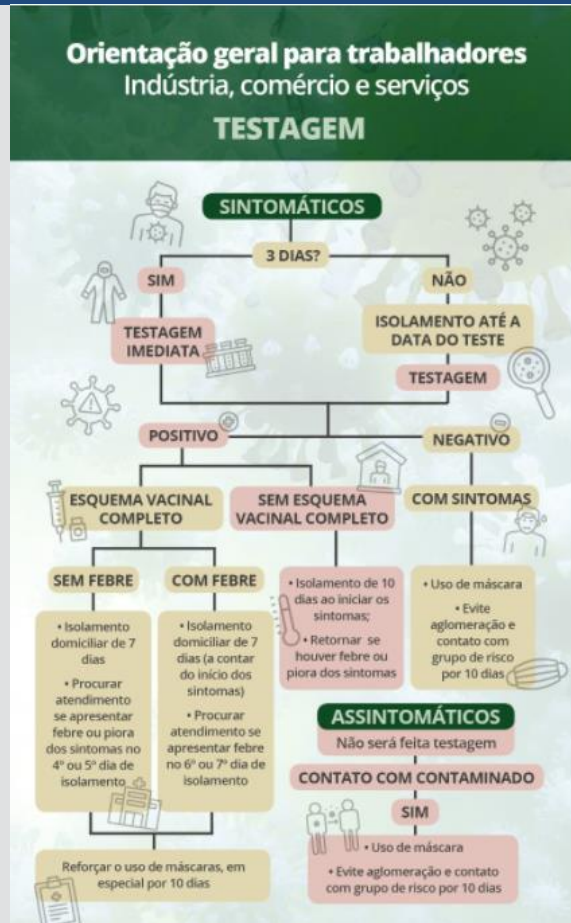 Orientação geral para trabalhadores
Indústria, comércio e serviços
TESTAGEM
SINTOMÁTICOS
3 DIAS?
SIM
NÃO
TESTAGEM
IMEDIATA
ISOLAMENTO ATÉ A
DATA DO TESTE
TESTAGEM
POSITIVO
NEGATIVO
ESQUEMA VACINAL
COMPLETO
SEM ESQUEMA
VACINAL COMPLETO
COM SINTOMAS
SEM FEBRE
COM FEBRE
• Isolamento
domiciliar de 7
dias
• Procurar
atendimento
se apresentar
febre ou piora
dos sintomas no
4º ou 5º dia de
isolamento
• Isolamento
domiciliar de 7
dias (a contar
do início dos
sintomas)
• Procurar
atendimento se
apresentar febre
no 6º ou 7º dia de
isolamento
• Isolamento de 10
dias ao iniciar os
sintomas;
• Retornar se
houver febre ou
piora dos sintomas
• Uso de máscara
• Evite
aglomeração e
contato com
grupo de risco
por 10 dias
Reforçar o uso de máscaras, em
especial por 10 dias
ASSINTOMÁTICOS
Não será feita testagem
CONTATO COM CONTAMINADO
SIM
• Uso de máscara
• Evite aglomeração e contato
com grupo de risco por 10 dias